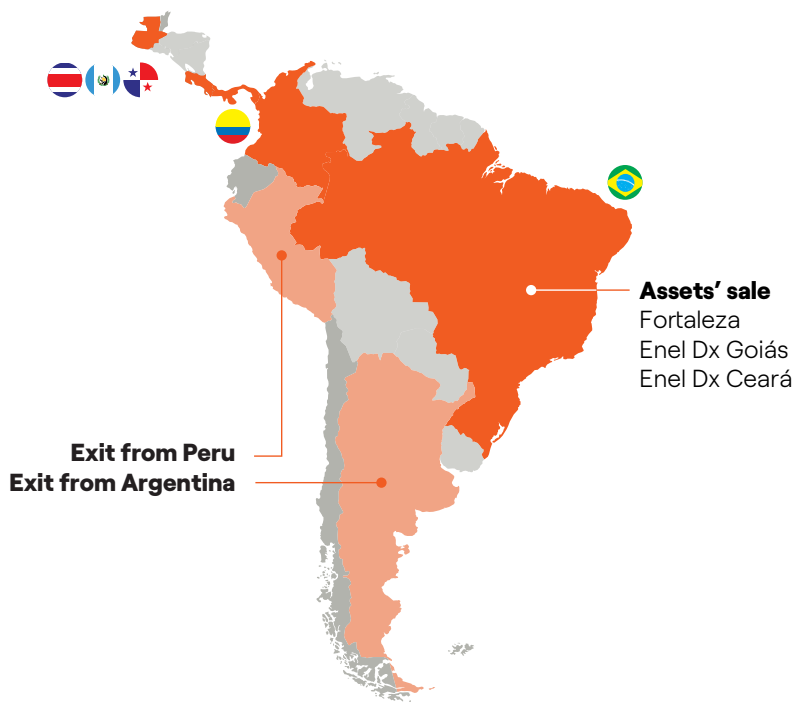 Assets’ sale
Fortaleza
Enel Dx Goiás
Enel Dx Ceará
Exit from Peru
Exit from Argentina